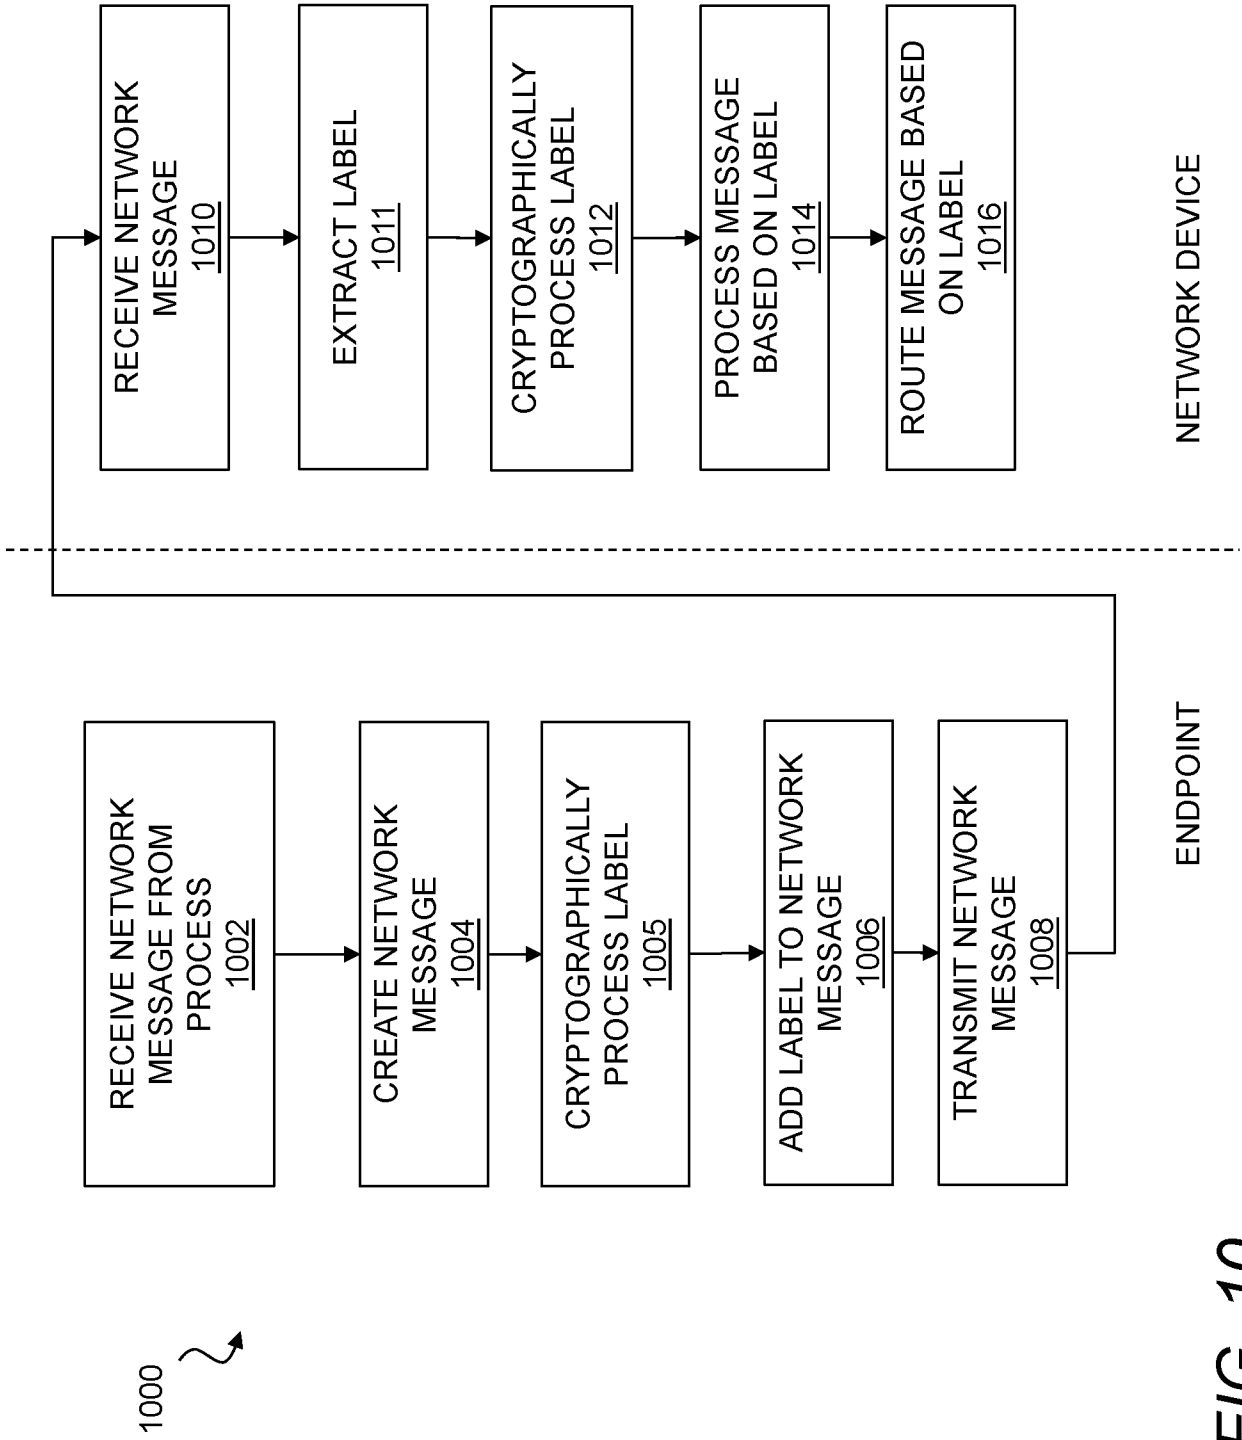 1000
RECEIVE NETWORK
MESSAGE FROM
PROCESS
1002
CREATE NETWORK
MESSAGE
1004
CRYPTOGRAPHICALLY
PROCESS LABEL
1005
ADD LABEL TO NETWORK
MESSAGE
1006
TRANSMIT NETWORK
MESSAGE
1008
ENDPOINT
RECEIVE NETWORK
MESSAGE
1010
EXTRACT LABEL
1011
CRYPTOGRAPHICALLY
PROCESS LABEL
1012
PROCESS MESSAGE
BASED ON LABEL
1014
ROUTE MESSAGE BASED
ON LABEL
1016
NETWORK DEVICE
FIG. 10